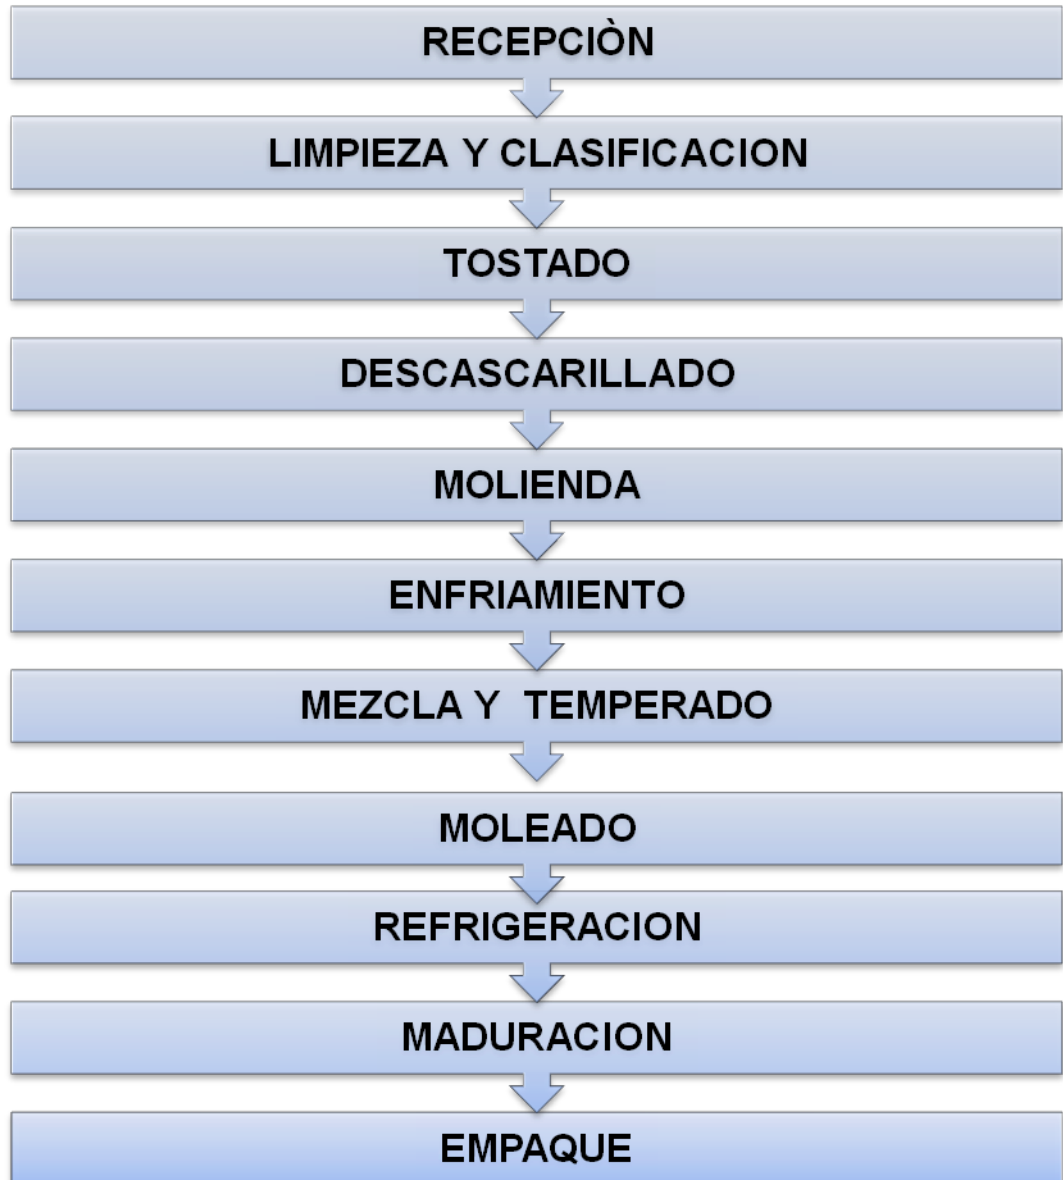 RECEPCIÒN
LIMPIEZA Y CLASIFICACION
TOSTADO
DESCASCARILLADO
MOLIENDA
ENFRIAMIENTO
MEZCLA Y TEMPERADO
MOLEADO
REFRIGERACION
MADURACION
EMPAQUE